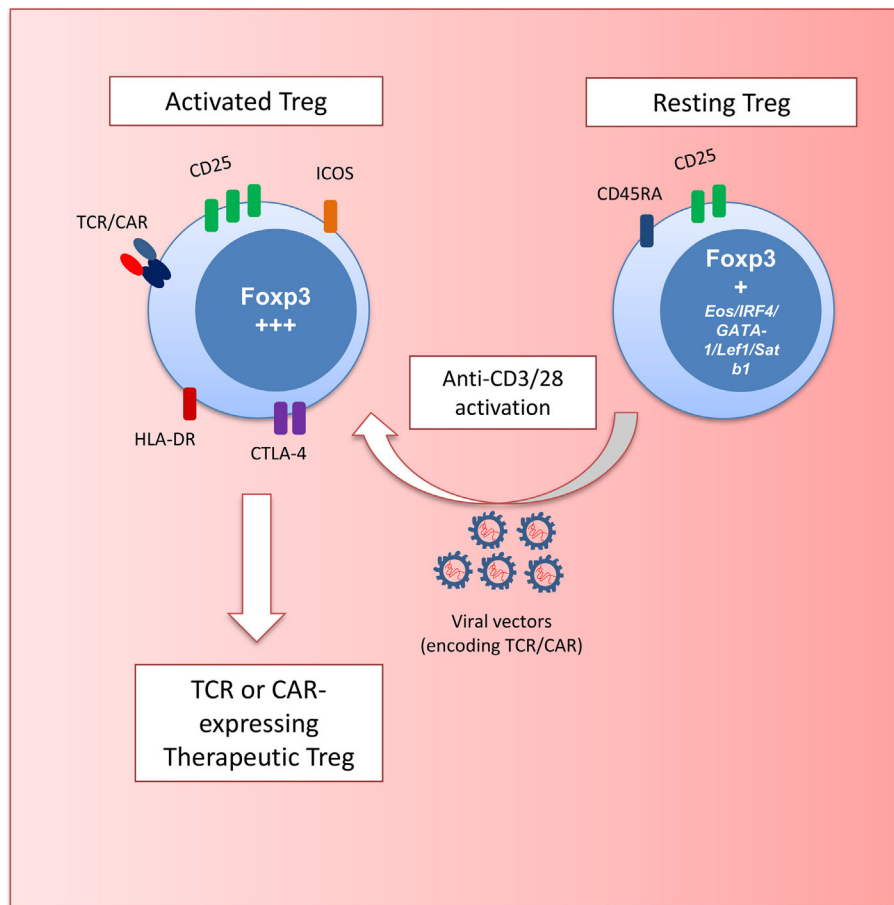 Activated Treg
Resting Treg
CD25
ICOS
TCR/CAR
Foxp3
+++
HLA-DR
CTLA-4
CD25
CD45RA
Foxp3
+
Eos/IRF4/
GATA-
1/Lef1/Sat
b1
Anti-CD3/28
activation
Viral vectors
(encoding TCR/CAR)
TCR or CAR-
expressing
Therapeutic Treg